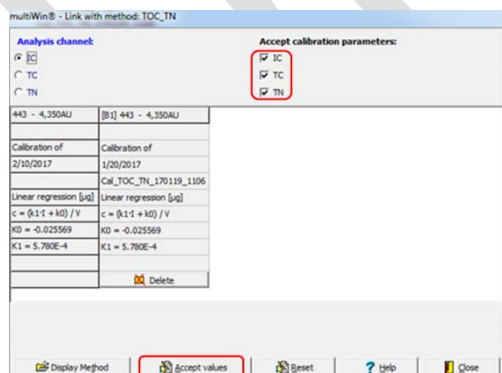 multiWin® - Link with method: TOC_TN
Analysis channel:
IC
TC
TN
Accept calibration parameters:
IC
TC
TN
443 - 4,350AU [B1] 443 - 4,350AU
Calibration of Calibration of
2/10/2017 1/20/2017
Cal_TOC_TN_170119_1106
Linear regression [µg] Linear regression [µg]
c = (k1·I + k0) / V c = (k1·I + k0) / V
K0 = -0.025569 K0 = -0.025569
K1 = 5.780E-4 K1 = 5.780E-4
Delete
Display Method Accept values Reset Help Close